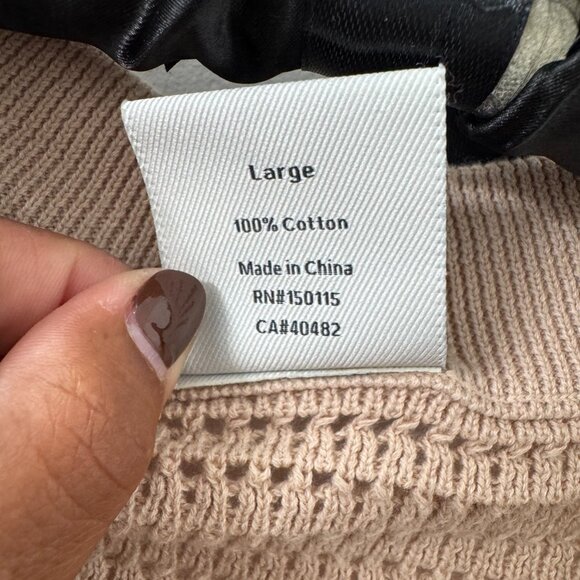 Large
100% Cotton
Made in China
RN#150115
CA#40482